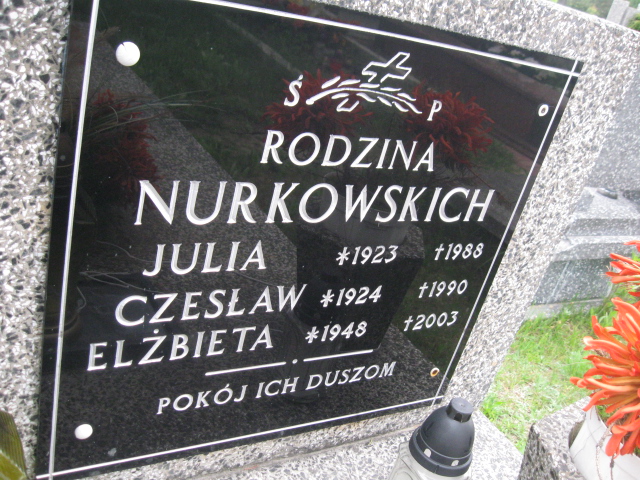 Ś P
RODZINA
NURKOWSKICH
JULIA *1923 †1988
CZESŁAW *1924 †1990
ELŻBIETA *1948 †2003
POKÓJ ICH DUSZOM